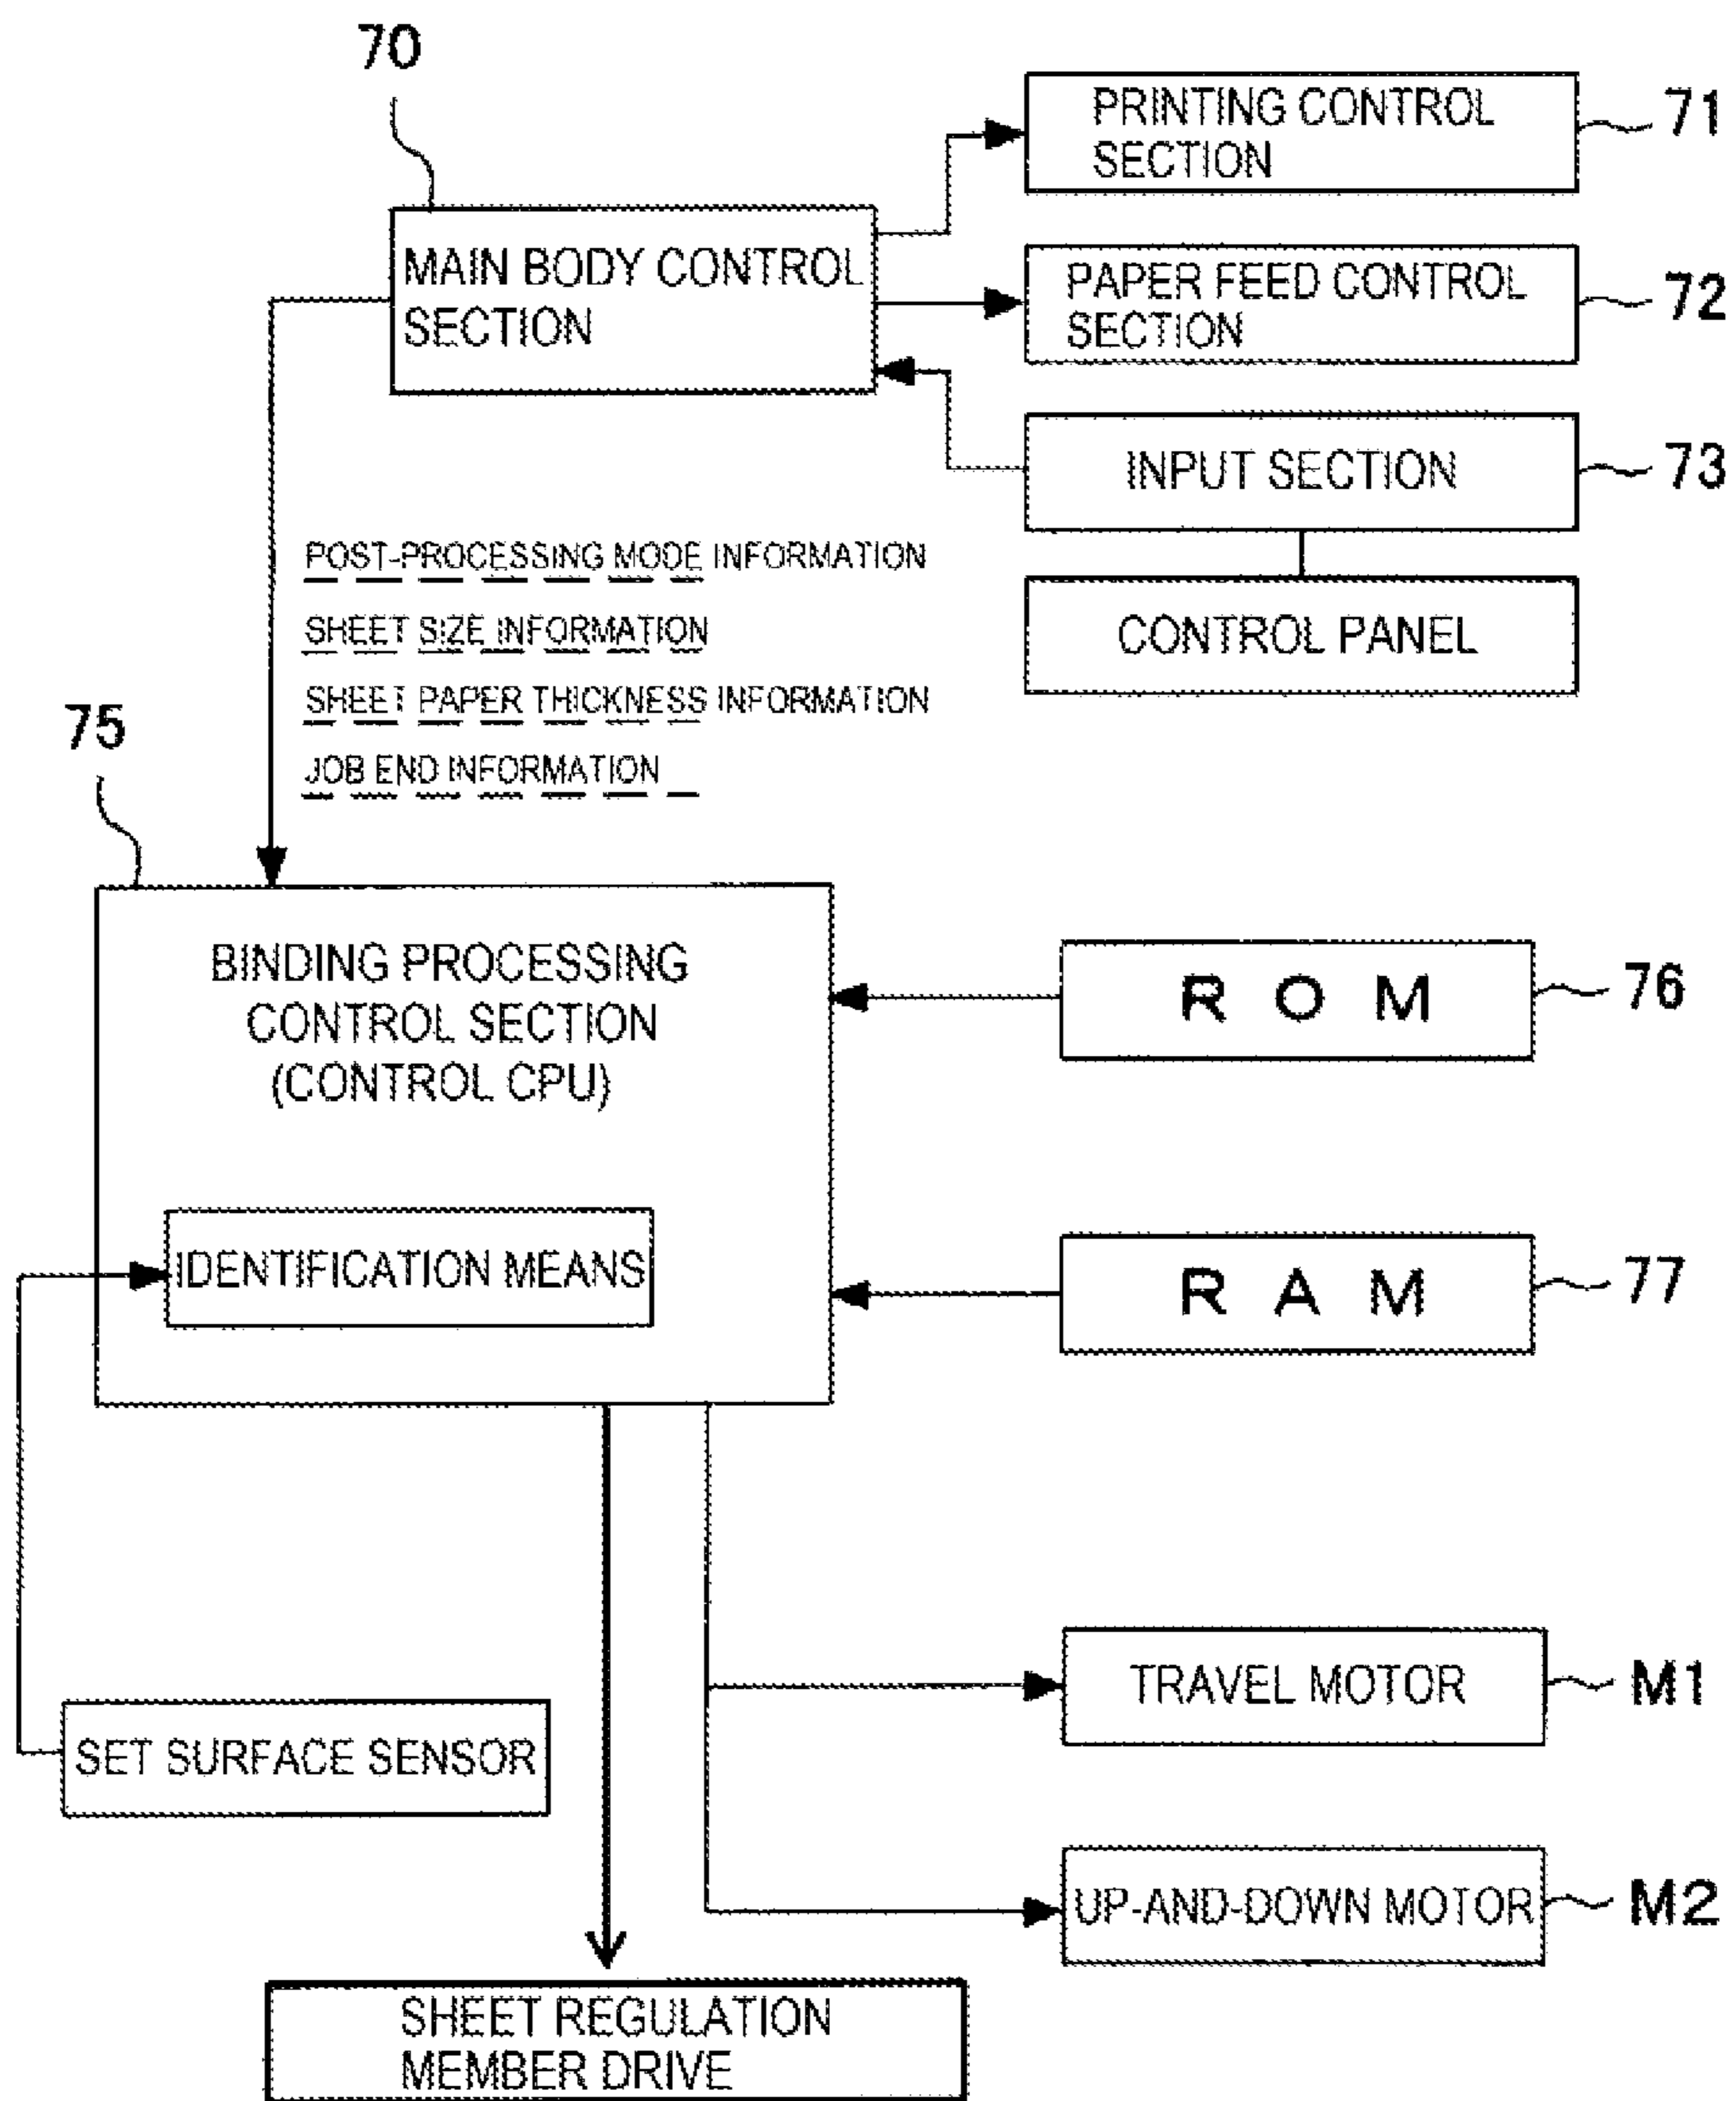 70
PRINTING CONTROL
SECTION
71
MAIN BODY CONTROL
SECTION
PAPER FEED CONTROL
SECTION
72
INPUT SECTION
73
POST-PROCESSING MODE INFORMATION
SHEET SIZE INFORMATION
CONTROL PANEL
SHEET PAPER THICKNESS INFORMATION
JOB END INFORMATION
75
BINDING PROCESSING
CONTROL SECTION
(CONTROL CPU)
R O M
76
IDENTIFICATION MEANS
R A M
77
TRAVEL MOTOR
M1
SET SURFACE SENSOR
UP-AND-DOWN MOTOR
M2
SHEET REGULATION
MEMBER DRIVE